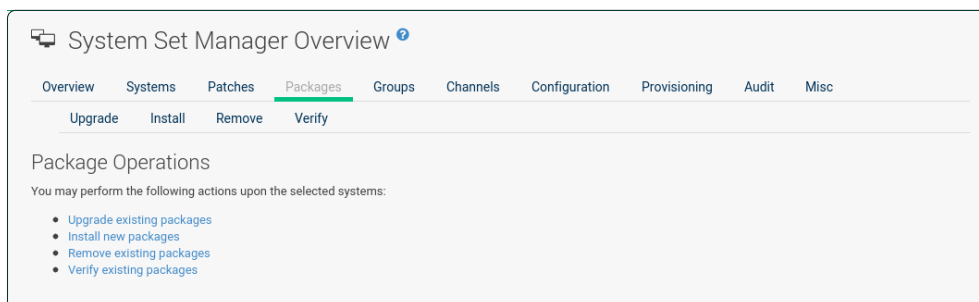 System Set Manager Overview ?
Overview Systems Patches Packages Groups Channels Configuration Provisioning Audit Misc
Upgrade Install Remove Verify
Package Operations
You may perform the following actions upon the selected systems:
• Upgrade existing packages
• Install new packages
• Remove existing packages
• Verify existing packages